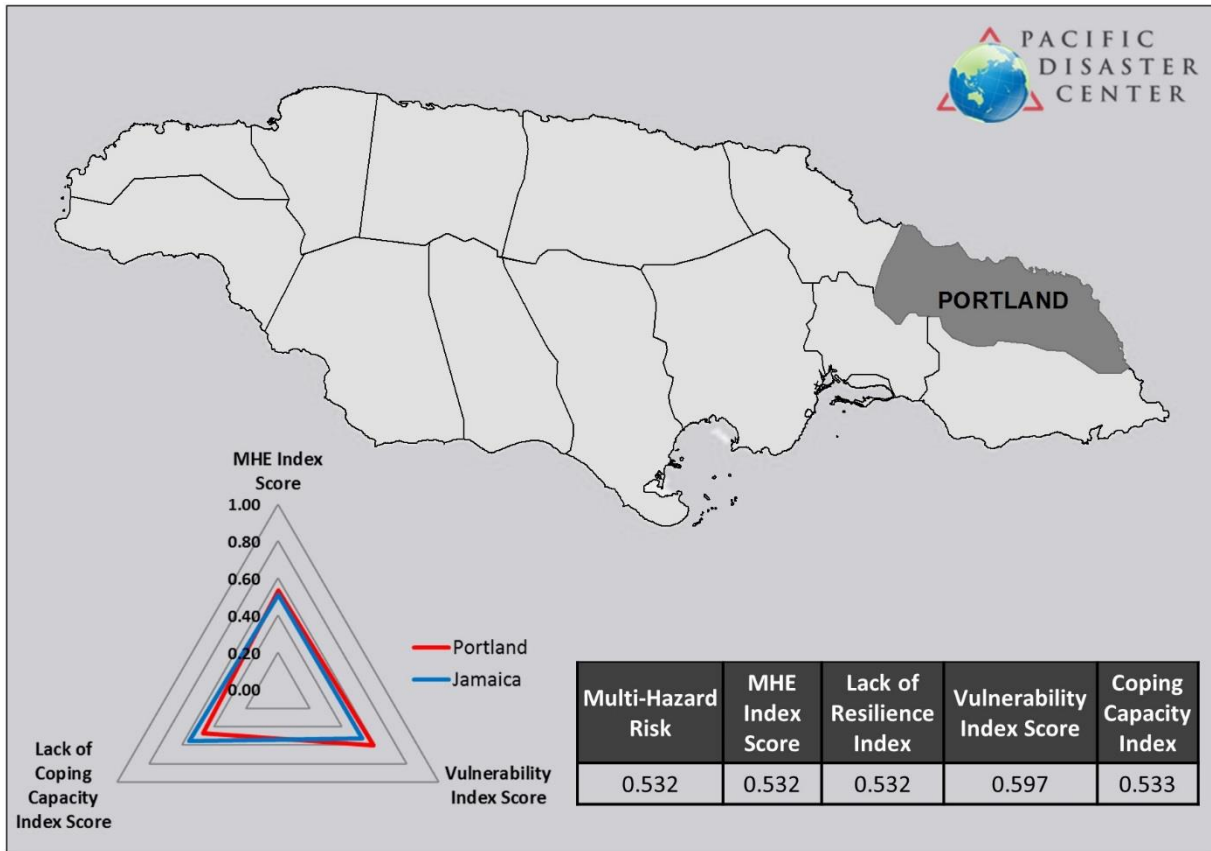 PACIFIC
DISASTER
CENTER
PORTLAND
MHE Index
Score
1.00
0.80
0.60
0.40
0.20
0.00
Portland
Jamaica
Lack of
Coping
Capacity
Index Score
Vulnerability
Index Score
Multi-Hazard Risk	MHE Index Score	Lack of Resilience Index	Vulnerability Index Score	Coping Capacity Index
0.532	0.532	0.532	0.597	0.533